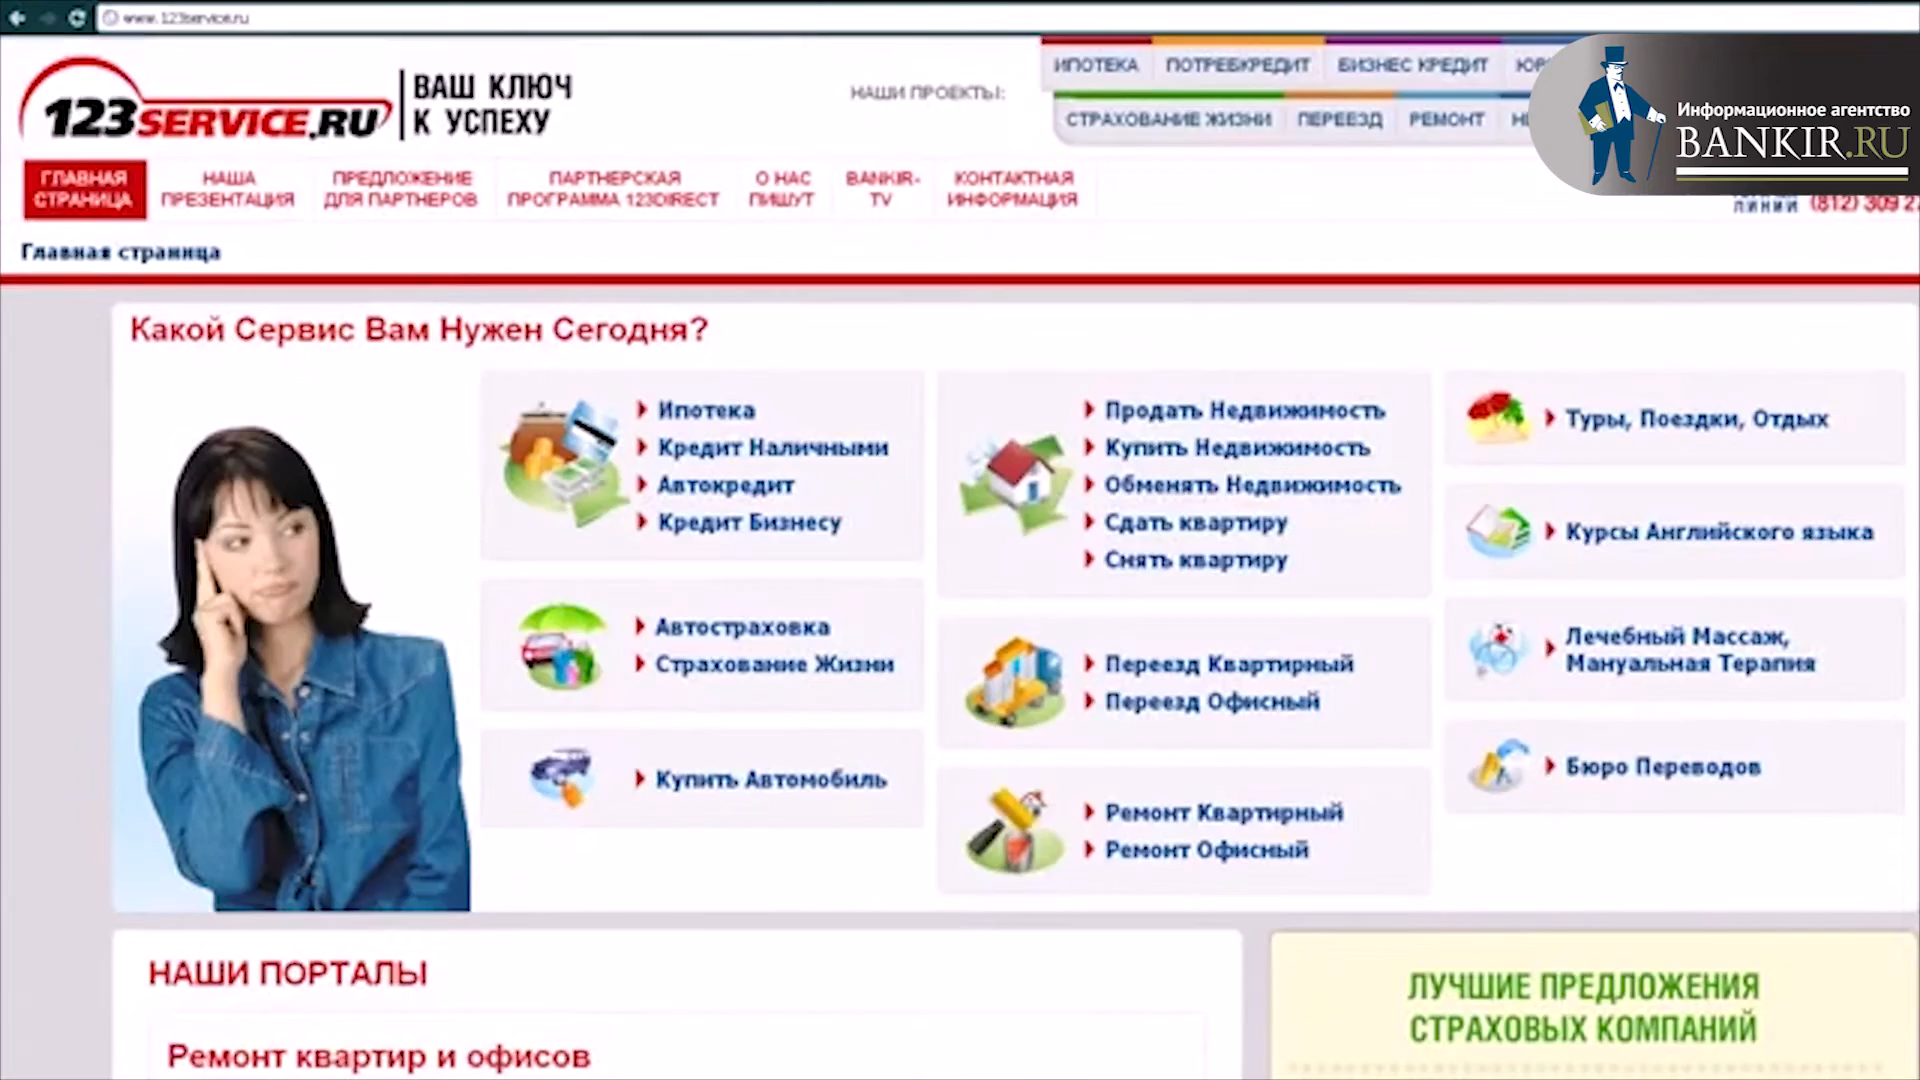 www.123service.ru
123SERVICE.RU
ВАШ КЛЮЧ
К УСПЕХУ
НАШИ ПРОЕКТЫ:
ИПОТЕКА ПОТРЕБКРЕДИТ БИЗНЕС КРЕДИТ
СТРАХОВАНИЕ ЖИЗНИ ПЕРЕЕЗД РЕМОНТ
Информационное агентство
BANKIR.RU
ГЛАВНАЯ
СТРАНИЦА
НАША
ПРЕЗЕНТАЦИЯ
ПРЕДЛОЖЕНИЕ
ДЛЯ ПАРТНЕРОВ
ПАРТНЕРСКАЯ
ПРОГРАММА 123DIRECT
О НАС
ПИШУТ
BANKIR-
TV
КОНТАКТНАЯ
ИНФОРМАЦИЯ
ЛИНИЙ (812) 309
Главная страница
Какой Сервис Вам Нужен Сегодня?
Ипотека
Кредит Наличными
Автокредит
Кредит Бизнесу
Автостраховка
Страхование Жизни
Купить Автомобиль
Продать Недвижимость
Купить Недвижимость
Обменять Недвижимость
Сдать квартиру
Снять квартиру
Переезд Квартирный
Переезд Офисный
Ремонт Квартирный
Ремонт Офисный
Туры, Поездки, Отдых
Курсы Английского языка
Лечебный Массаж,
Мануальная Терапия
Бюро Переводов
НАШИ ПОРТАЛЫ
Ремонт квартир и офисов
ЛУЧШИЕ ПРЕДЛОЖЕНИЯ
СТРАХОВЫХ КОМПАНИЙ